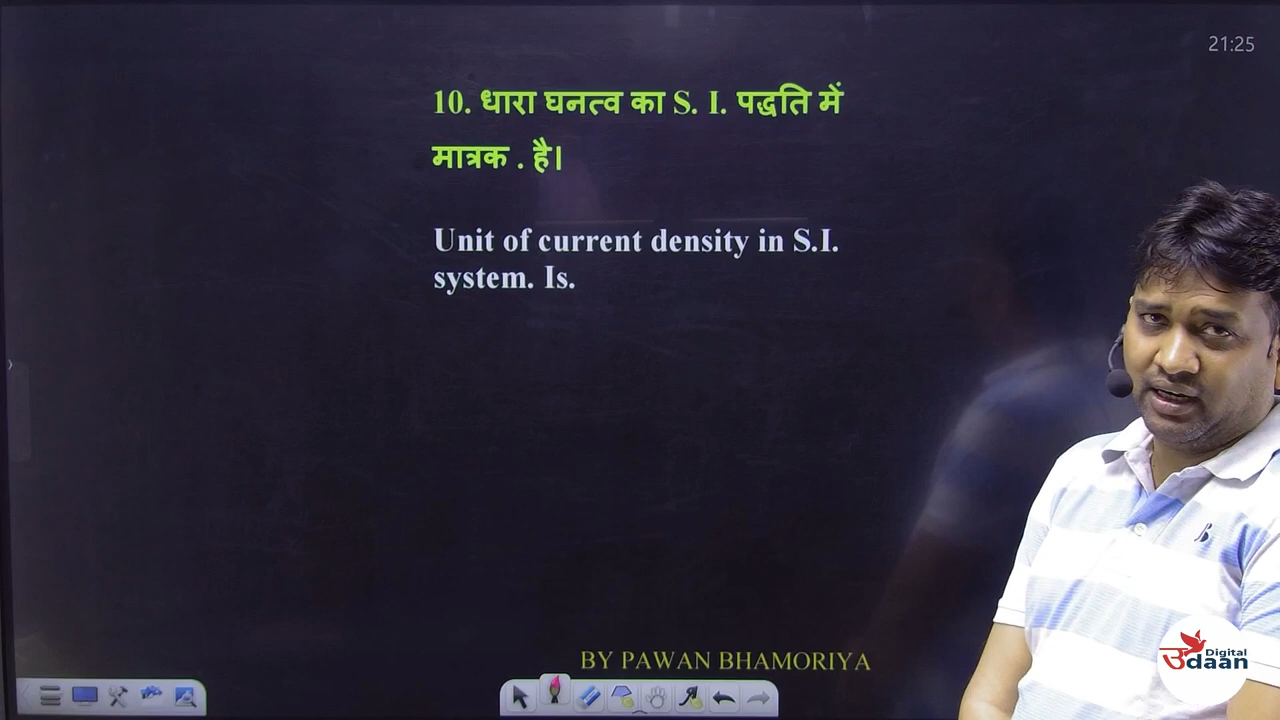 21:25
10. धारा घनत्व का S. I. पद्धति में
मात्रक . है।
Unit of current density in S.I.
system. Is.
BY PAWAN BHAMORIYA
B
Digital
उdaan